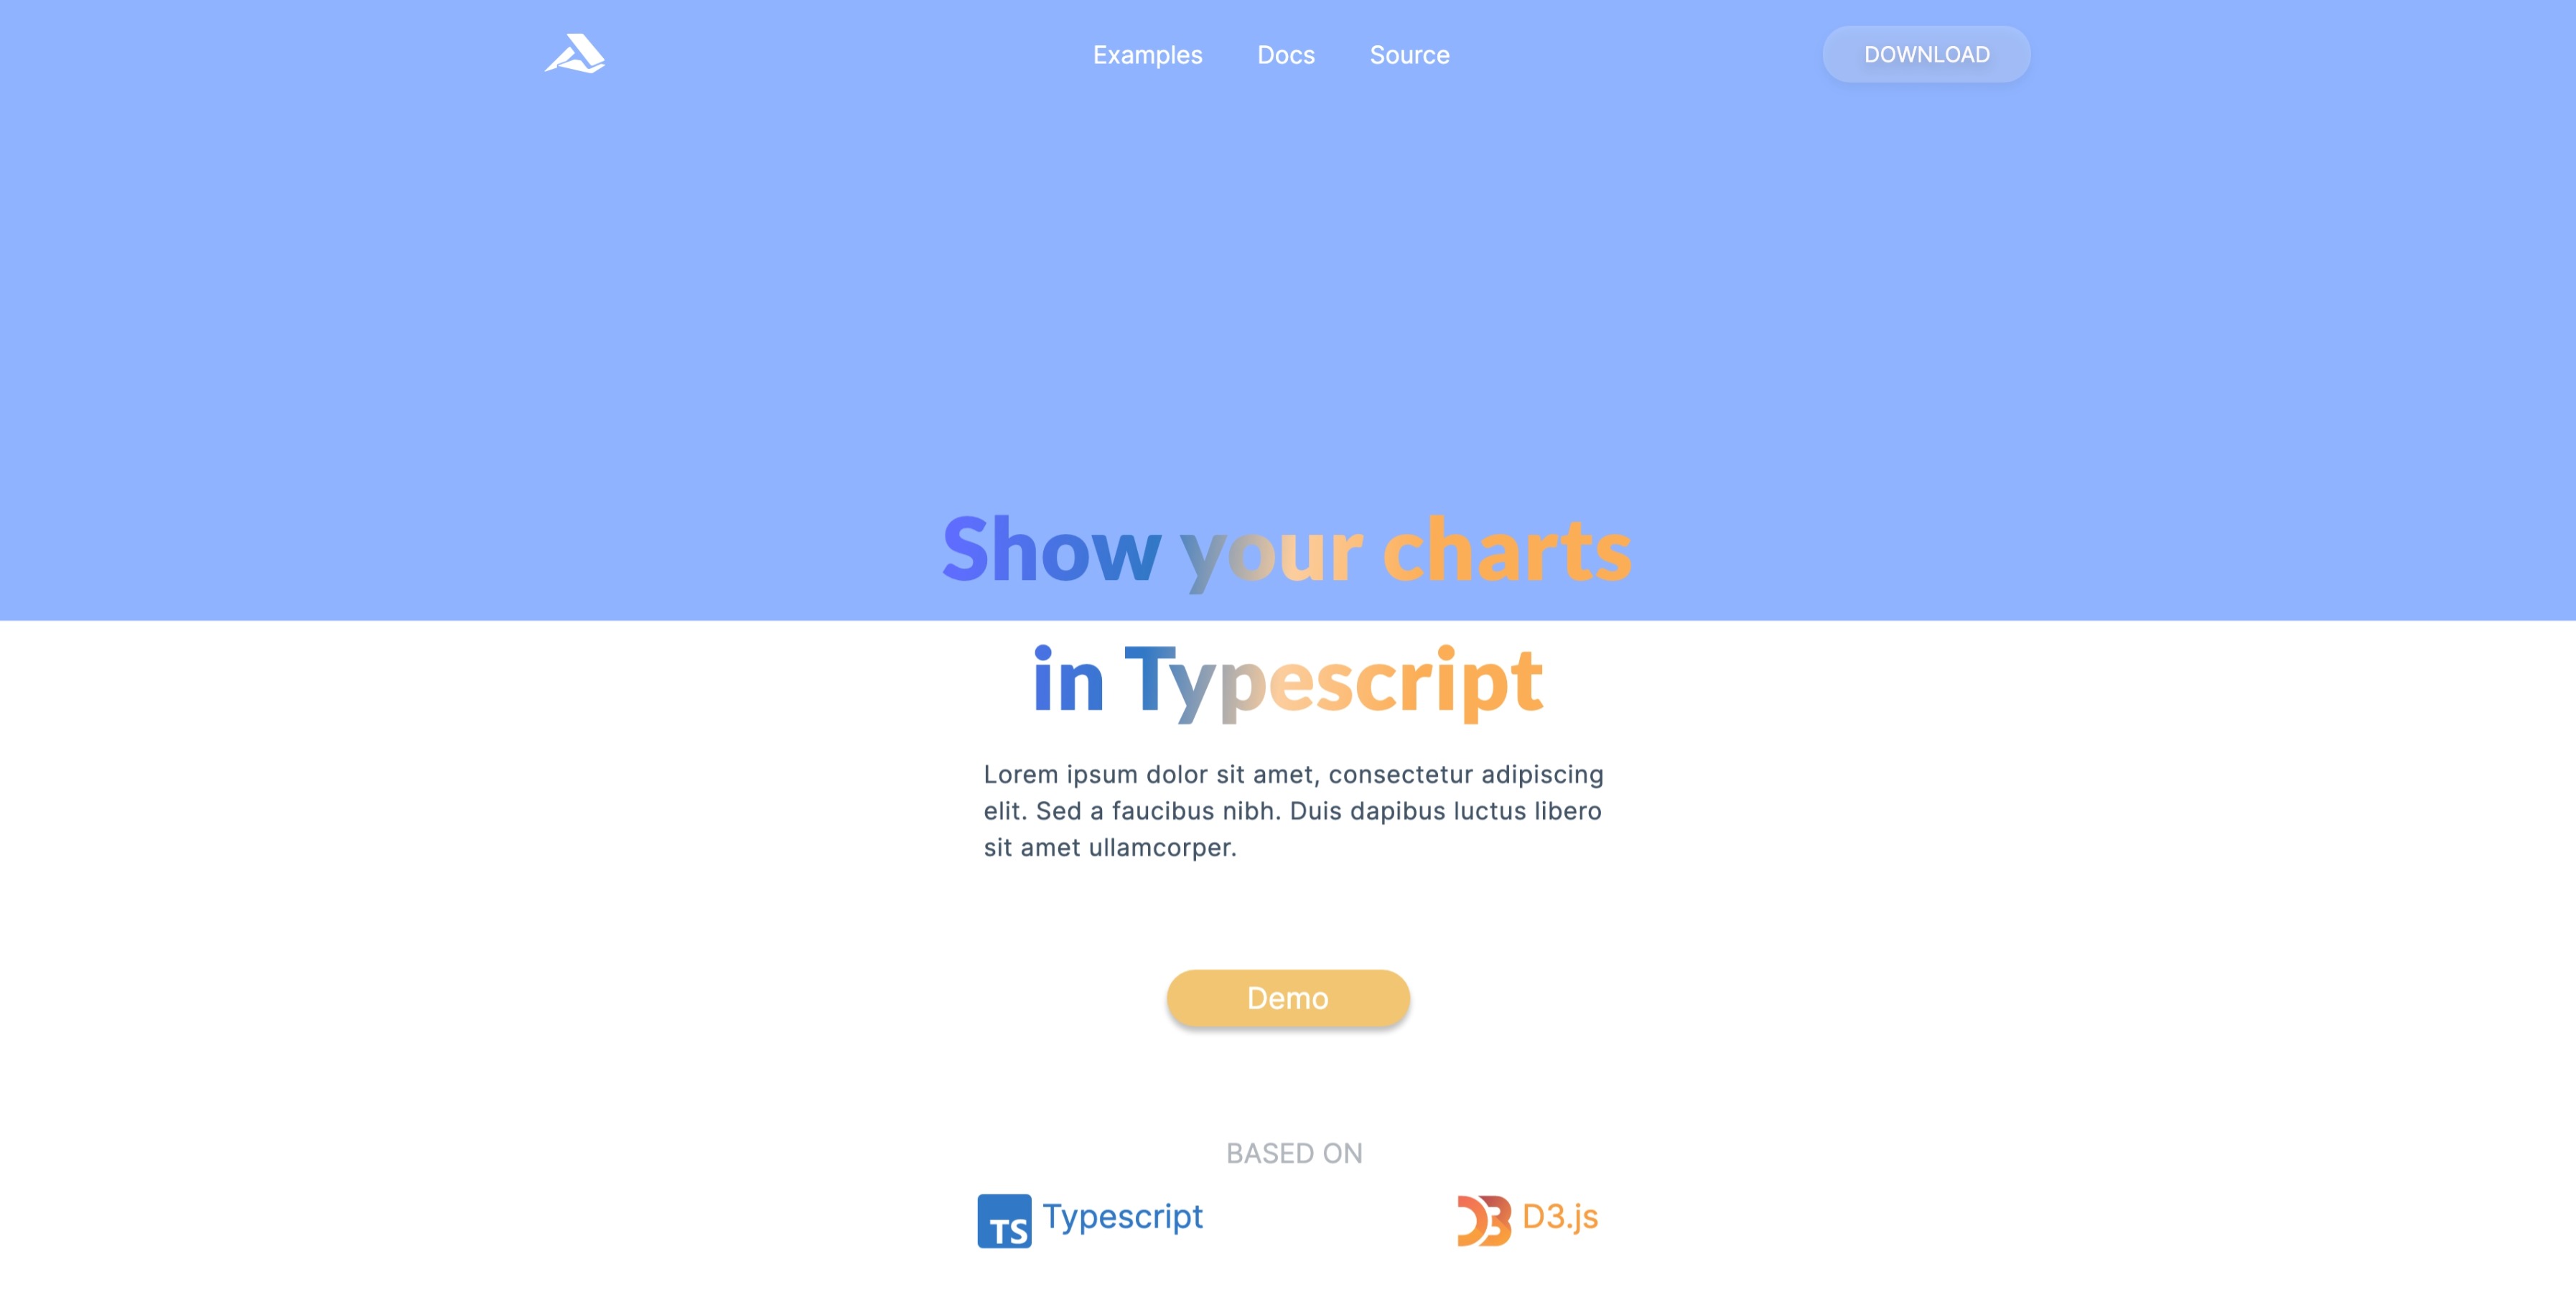 Examples Docs Source DOWNLOAD
Show your charts
in Typescript
Lorem ipsum dolor sit amet, consectetur adipiscing
elit. Sed a faucibus nibh. Duis dapibus luctus libero
sit amet ullamcorper.
Demo
BASED ON
TS Typescript D3 D3.js